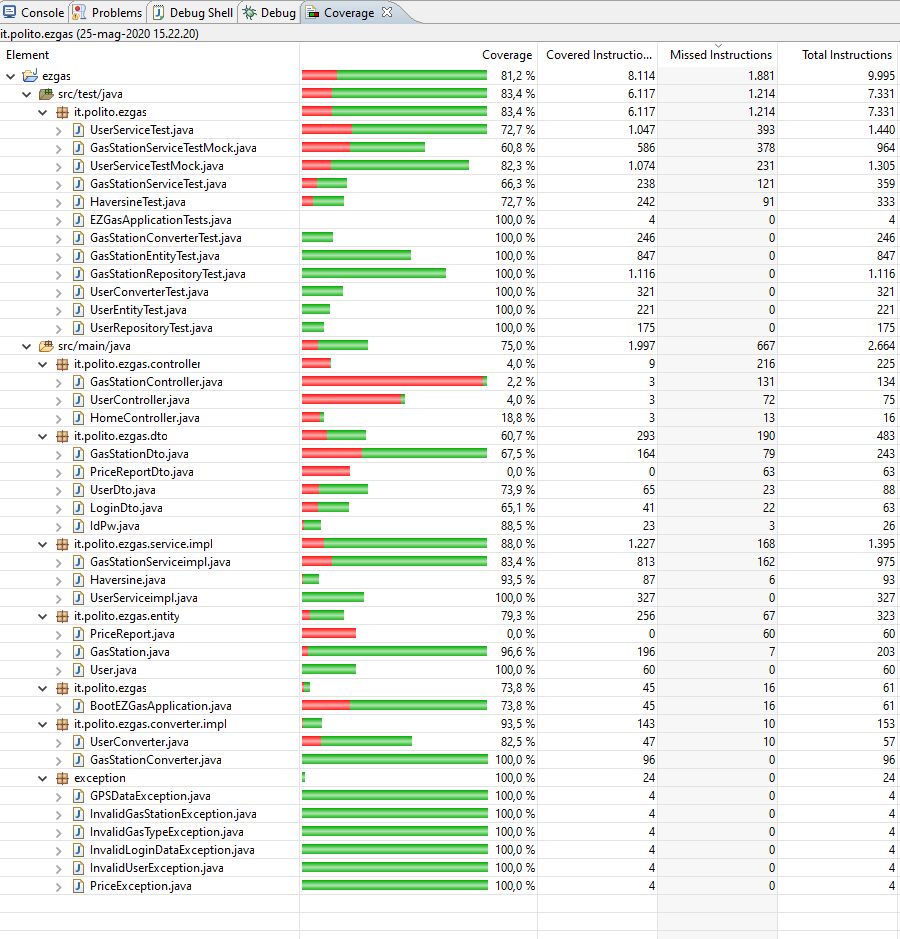 Console Problems Debug Shell Debug Coverage
it.polito.ezgas (25-mag-2020 15.22.20)
Element Coverage Covered Instructio... Missed Instructions Total Instructions
ezgas 81,2 % 8.114 1.881 9.995
src/test/java 83,4 % 6.117 1.214 7.331
it.polito.ezgas 83,4 % 6.117 1.214 7.331
UserServiceTest.java 72,7 % 1.047 393 1.440
GasStationServiceTestMock.java 60,8 % 586 378 964
UserServiceTestMock.java 82,3 % 1.074 231 1.305
GasStationServiceTest.java 66,3 % 238 121 359
HaversineTest.java 72,7 % 242 91 333
EZGasApplicationTests.java 100,0 % 4 0 4
GasStationConverterTest.java 100,0 % 246 0 246
GasStationEntityTest.java 100,0 % 847 0 847
GasStationRepositoryTest.java 100,0 % 1.116 0 1.116
UserConverterTest.java 100,0 % 321 0 321
UserEntityTest.java 100,0 % 221 0 221
UserRepositoryTest.java 100,0 % 175 0 175
src/main/java 75,0 % 1.997 667 2.664
it.polito.ezgas.controller 4,0 % 9 216 225
GasStationController.java 2,2 % 3 131 134
UserController.java 4,0 % 3 72 75
HomeController.java 18,8 % 3 13 16
it.polito.ezgas.dto 60,7 % 293 190 483
GasStationDto.java 67,5 % 164 79 243
PriceReportDto.java 0,0 % 0 63 63
UserDto.java 73,9 % 65 23 88
LoginDto.java 65,1 % 41 22 63
IdPw.java 88,5 % 23 3 26
it.polito.ezgas.service.impl 88,0 % 1.227 168 1.395
GasStationServiceimpl.java 83,4 % 813 162 975
Haversine.java 93,5 % 87 6 93
UserServiceimpl.java 100,0 % 327 0 327
it.polito.ezgas.entity 79,3 % 256 67 323
PriceReport.java 0,0 % 0 60 60
GasStation.java 96,6 % 196 7 203
User.java 100,0 % 60 0 60
it.polito.ezgas 73,8 % 45 16 61
BootEZGasApplication.java 73,8 % 45 16 61
it.polito.ezgas.converter.impl 93,5 % 143 10 153
UserConverter.java 82,5 % 47 10 57
GasStationConverter.java 100,0 % 96 0 96
exception 100,0 % 24 0 24
GPSDataException.java 100,0 % 4 0 4
InvalidGasStationException.java 100,0 % 4 0 4
InvalidGasTypeException.java 100,0 % 4 0 4
InvalidLoginDataException.java 100,0 % 4 0 4
InvalidUserException.java 100,0 % 4 0 4
PriceException.java 100,0 % 4 0 4